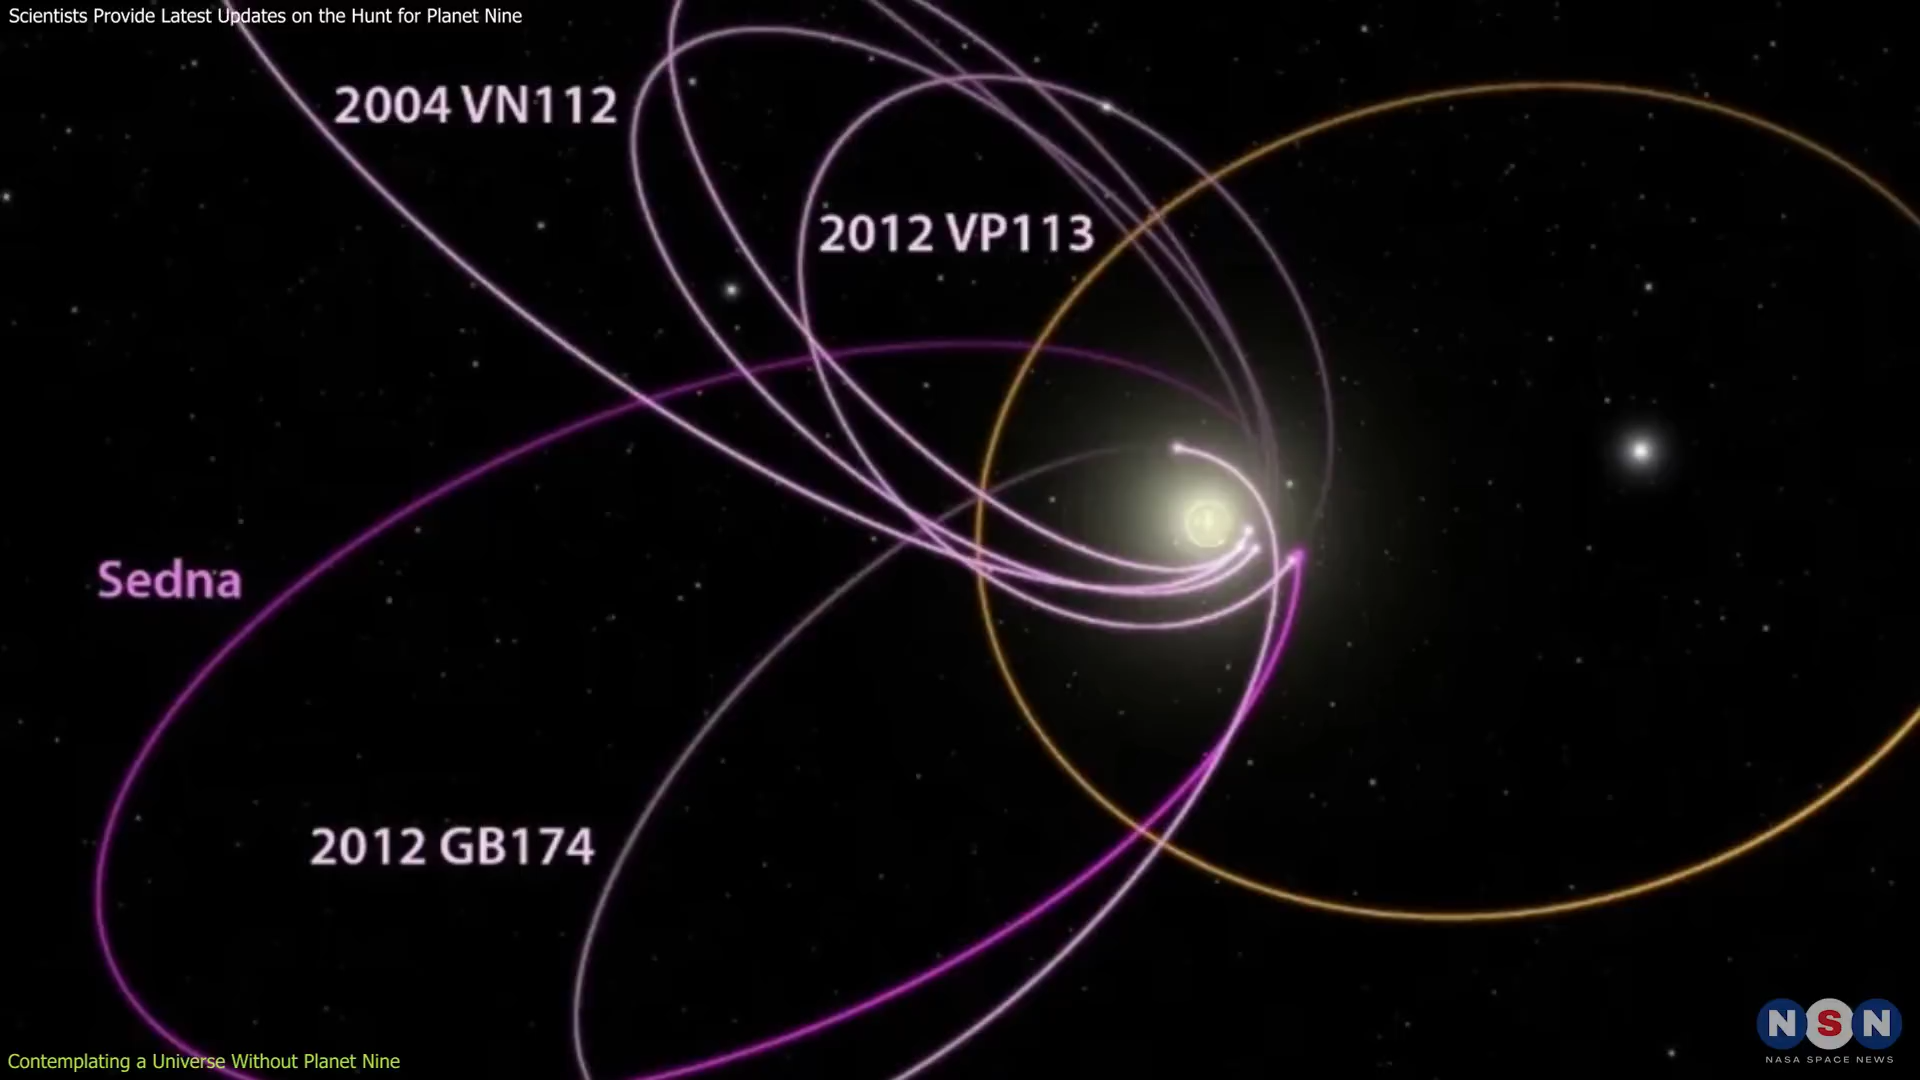 Scientists Provide Latest Updates on the Hunt for Planet Nine
2004 VN112
2012 VP113
Sedna
2012 GB174
Contemplating a Universe Without Planet Nine
NSN
NASA SPACE NEWS